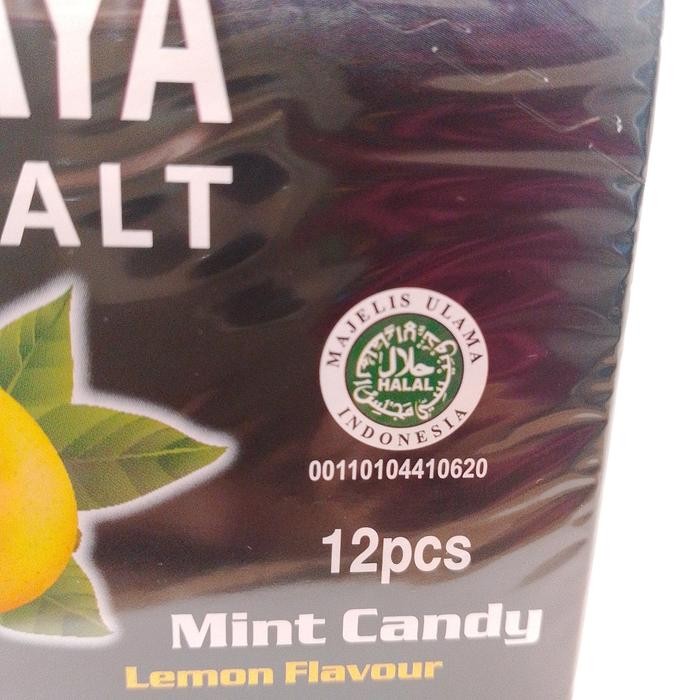 AYA
ALT
MAJELIS ULAMA
حلال
HALAL
INDONESIA
00110104410620
12pcs
Mint Candy
Lemon Flavour